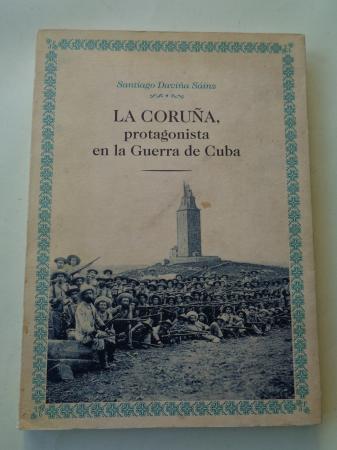 Santiago Daviña Sáinz
LA CORUÑA,
protagonista
en la Guerra de Cuba